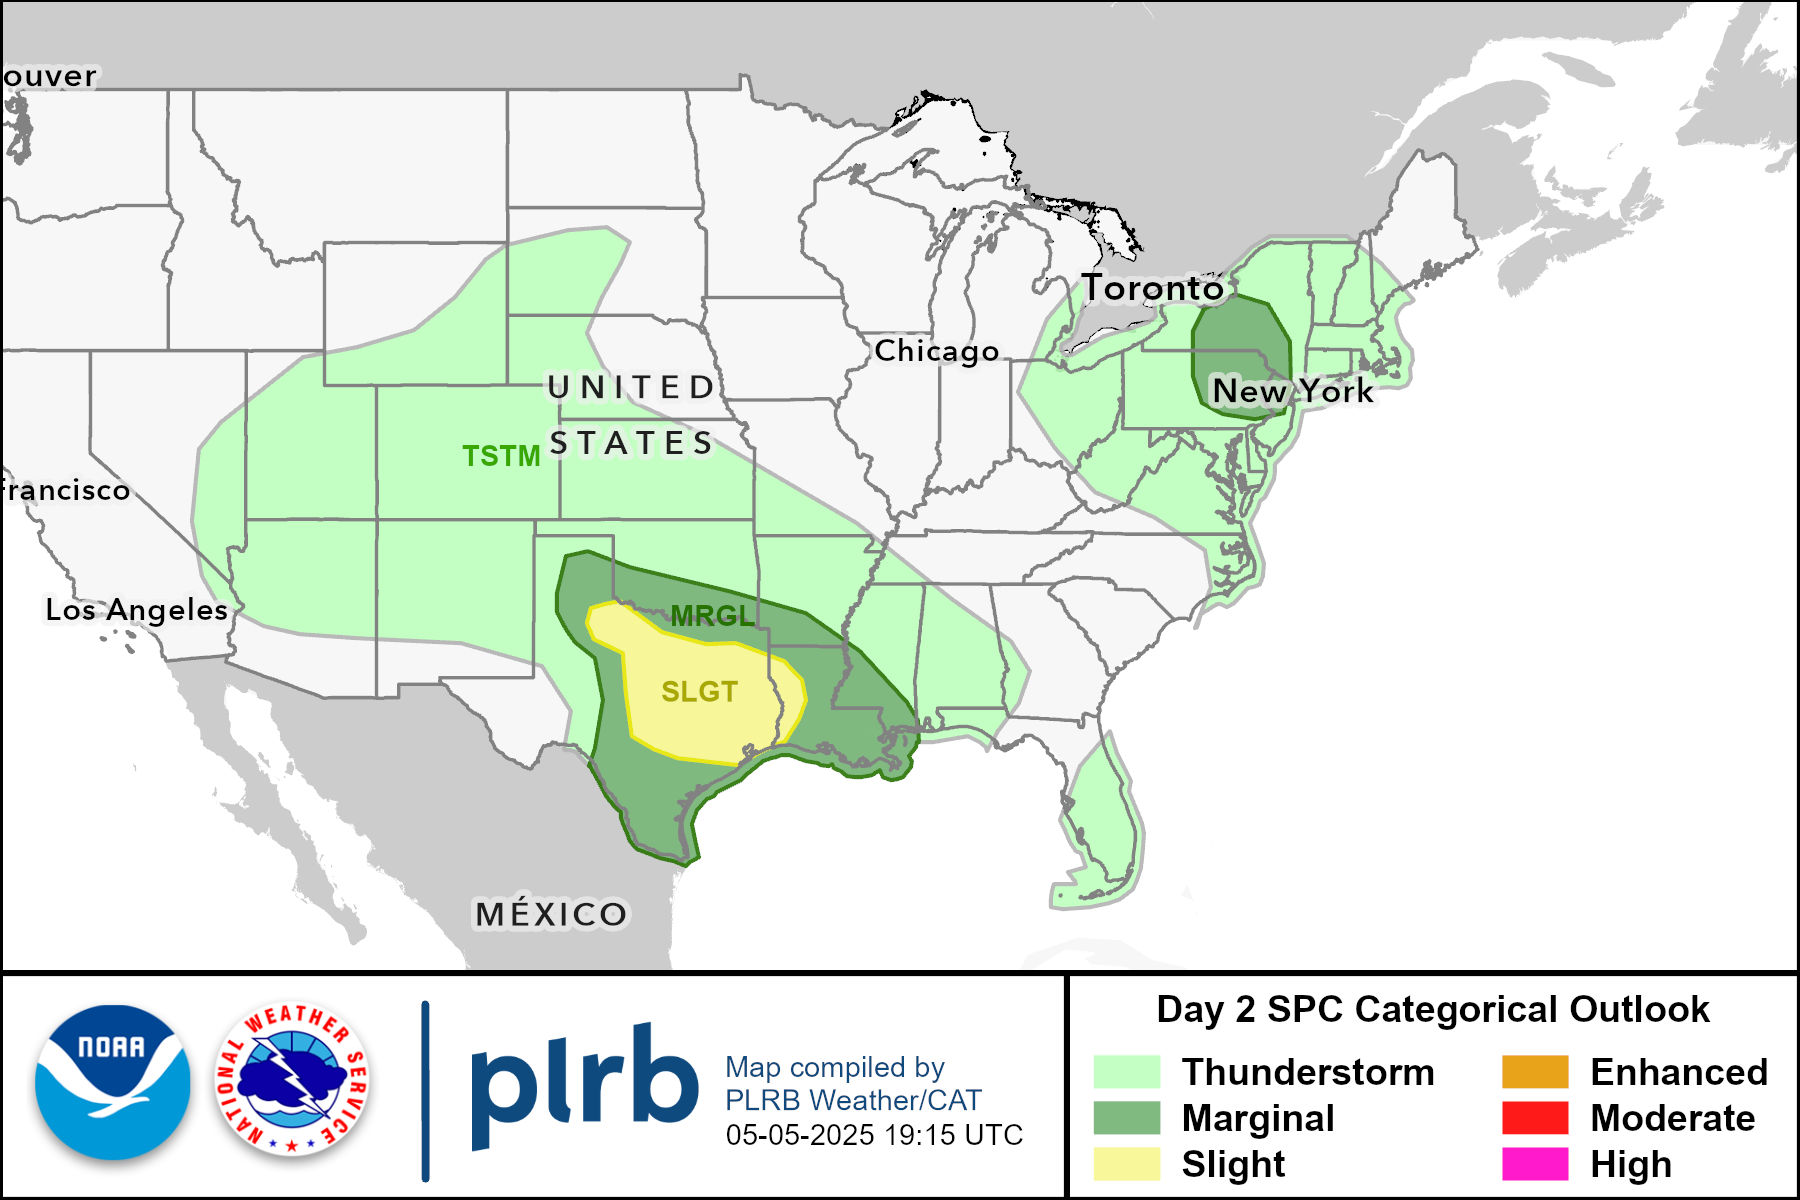 ouver
Toronto
Chicago
UNITED
New York
STATES
TSTM
Francisco
Los Angeles
MRGL
SLGT
MÉXICO
NOAA
NATIONAL WEATHER SERVICE
plrb
Map compiled by
PLRB Weather/CAT
05-05-2025 19:15 UTC
Day 2 SPC Categorical Outlook
Thunderstorm
Marginal
Slight
Enhanced
Moderate
High